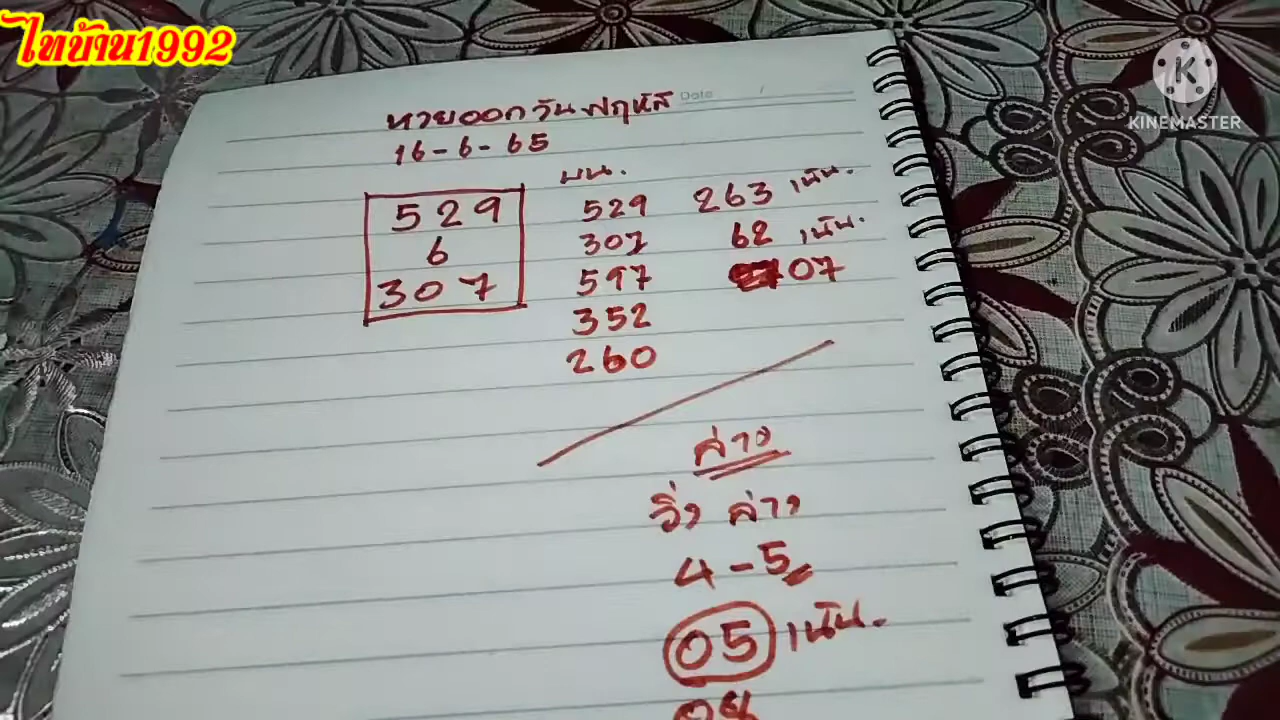 ไทบ้าน1992
KINEMASTER
หวยออกวันพฤหัส
Date
16-6-65
บน.
529
6
307
529 263 เน้น.
307 62 เน้น.
597 07
352
260
ล่าง
วิ่ง ล่าง
4-5
05 เน้น.